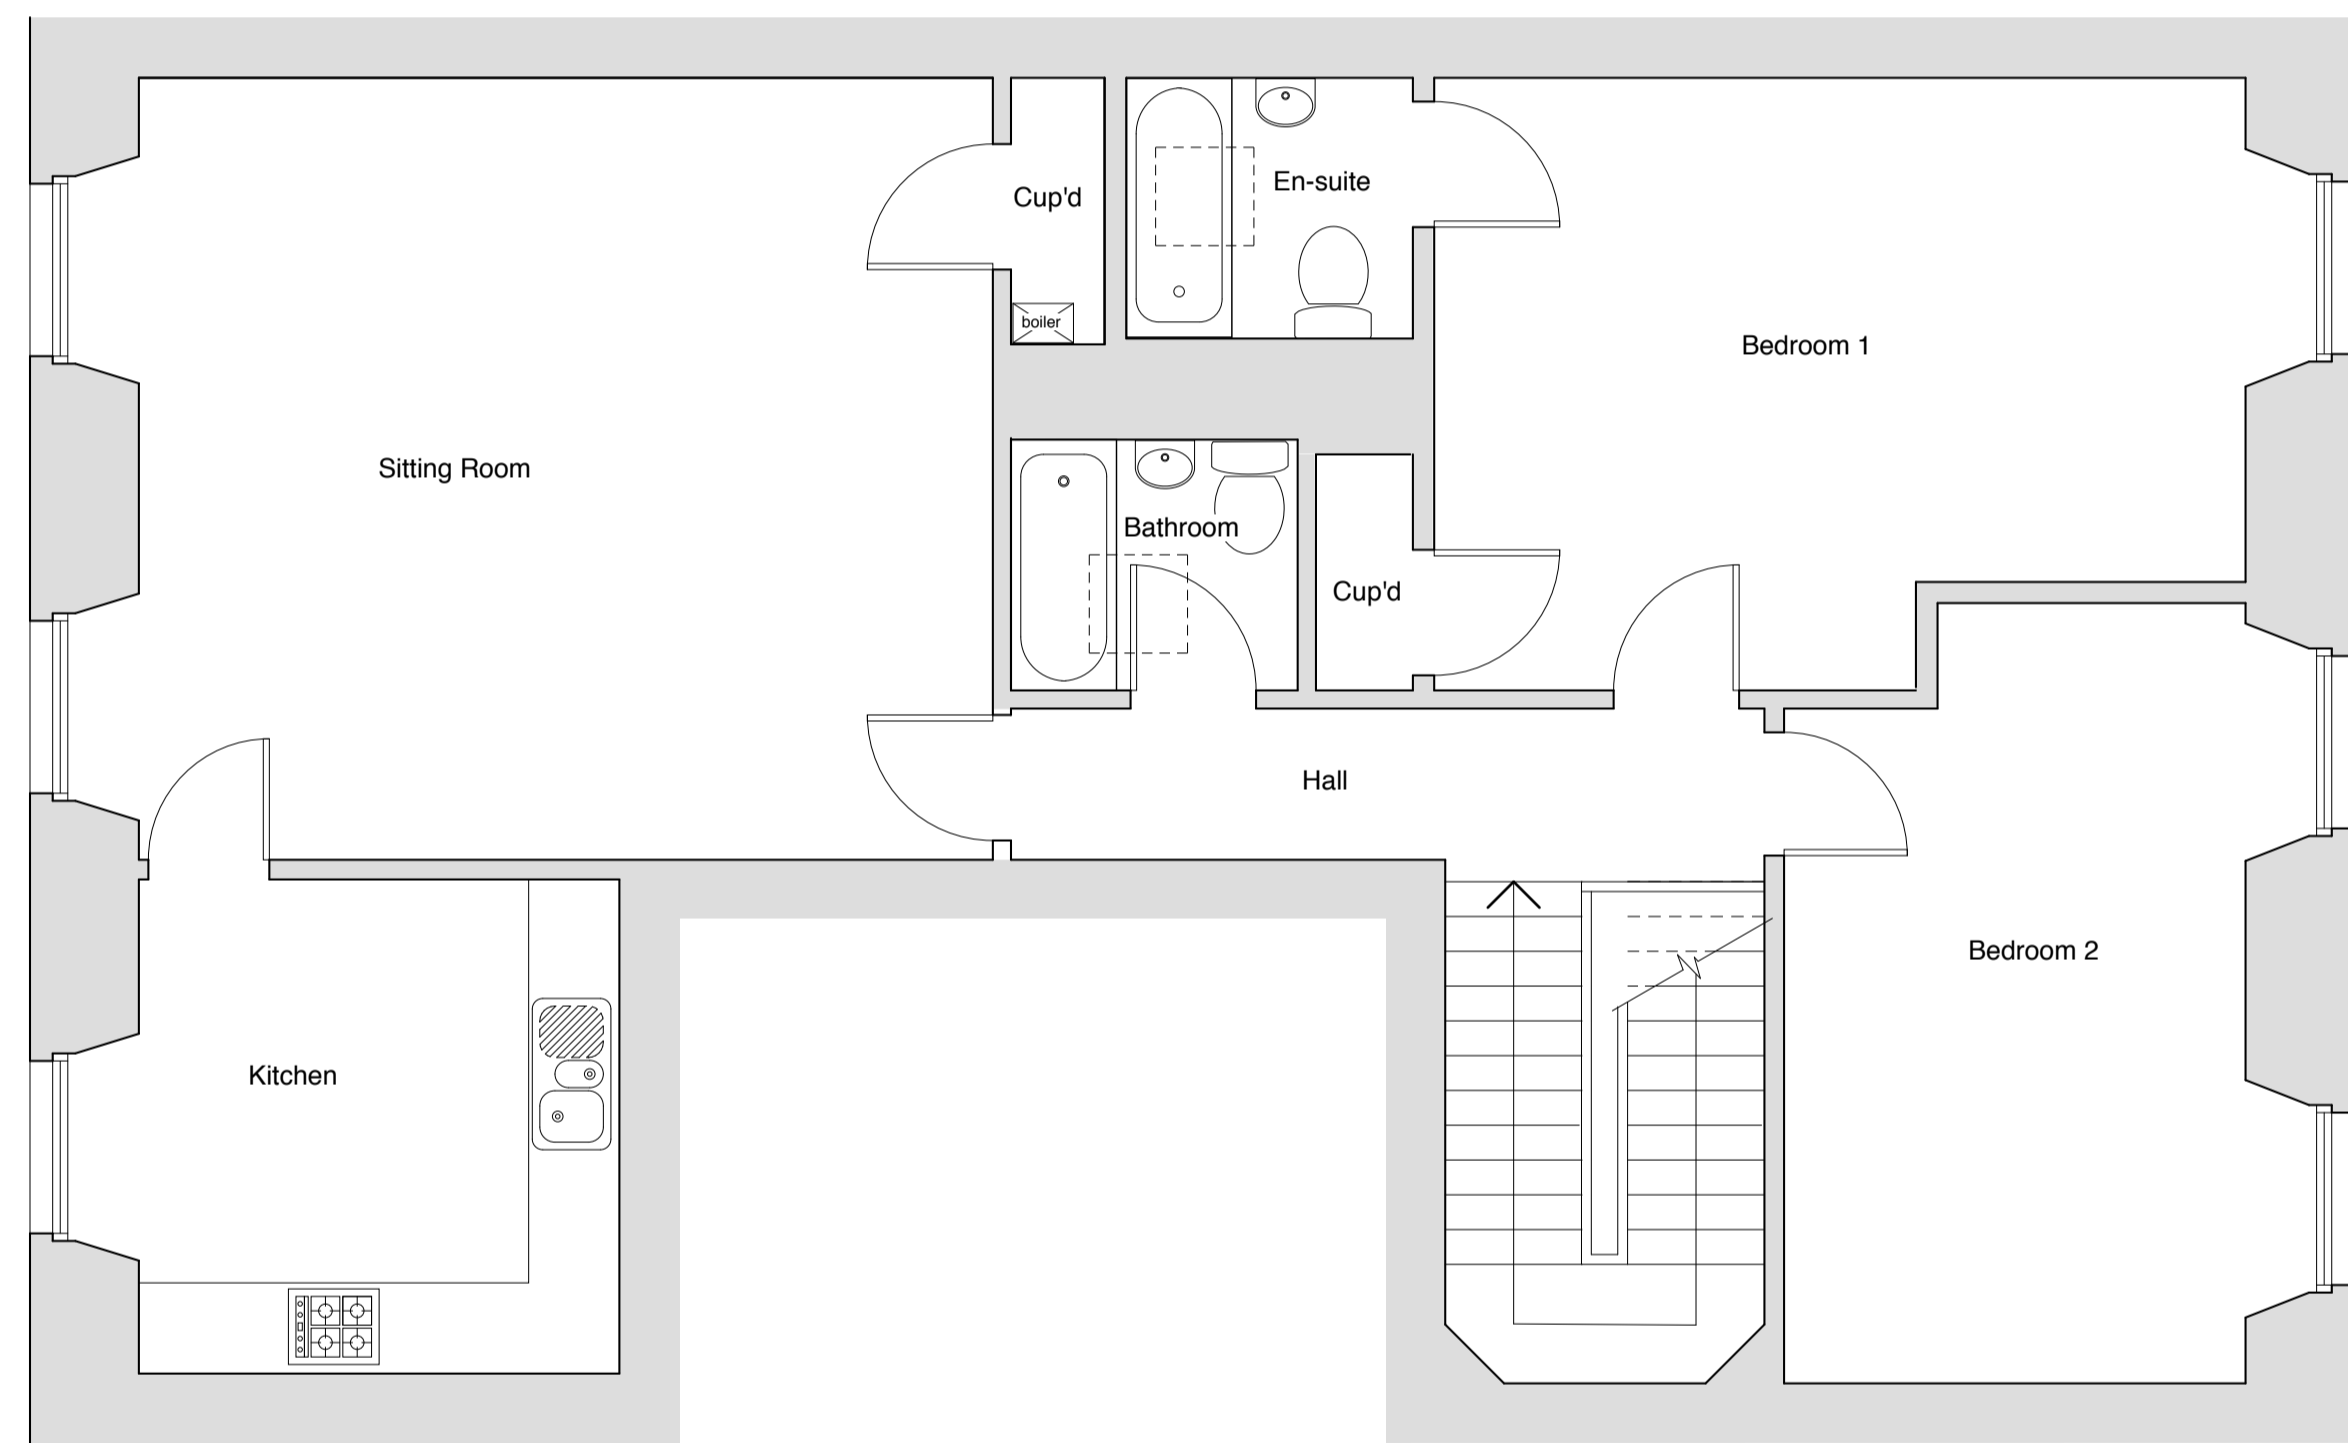 Cup'd
En-suite
boiler
Bedroom 1
Sitting Room
Bathroom
Cup'd
Hall
Bedroom 2
Kitchen